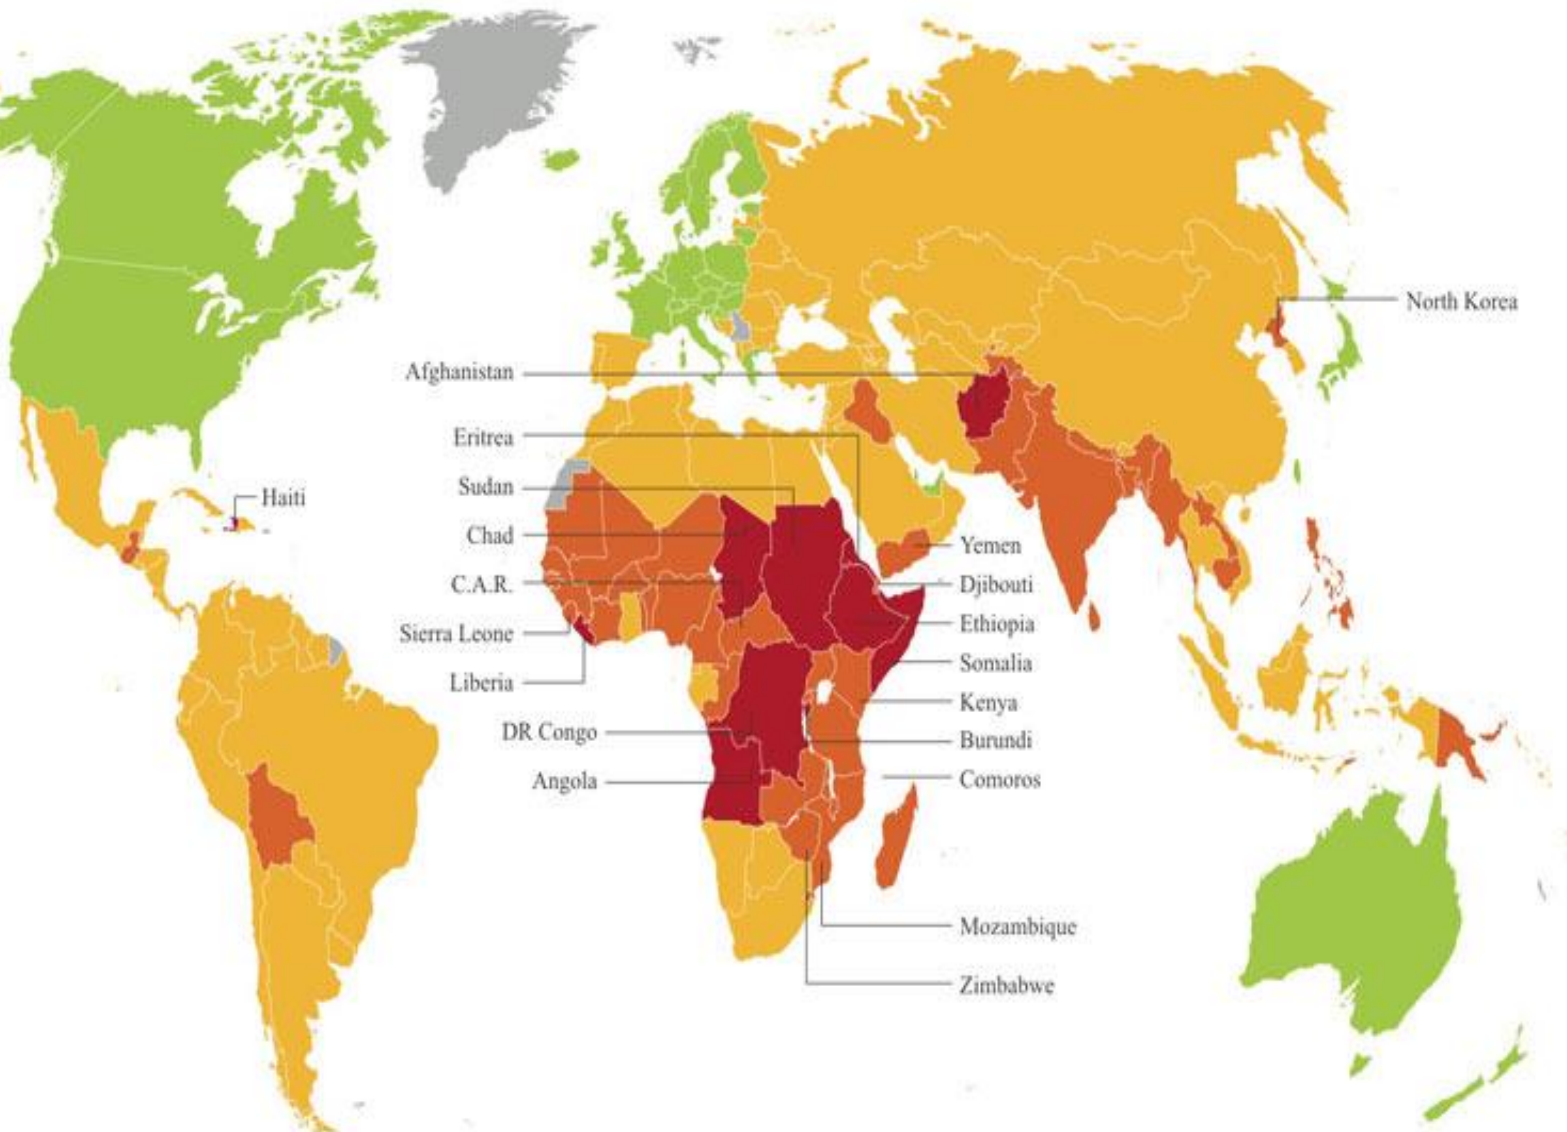 North Korea
Afghanistan
Eritrea
Sudan
Haiti
Chad
Yemen
C.A.R.
Djibouti
Ethiopia
Sierra Leone
Somalia
Liberia
Kenya
DR Congo
Burundi
Angola
Comoros
Mozambique
Zimbabwe